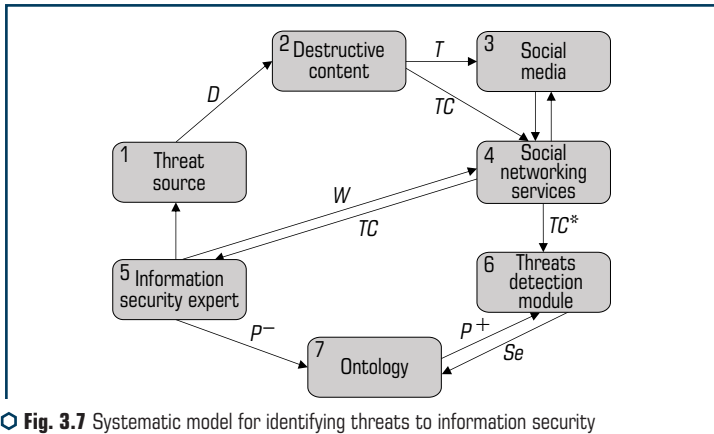 2 Destructive
content
T
3 Social
media
D
TC
1 Threat
source
4 Social
networking
services
W
TC
TC*
5 Information
security expert
6 Threats
detection
module
P–
P+
Se
7 Ontology
Fig. 3.7 Systematic model for identifying threats to information security